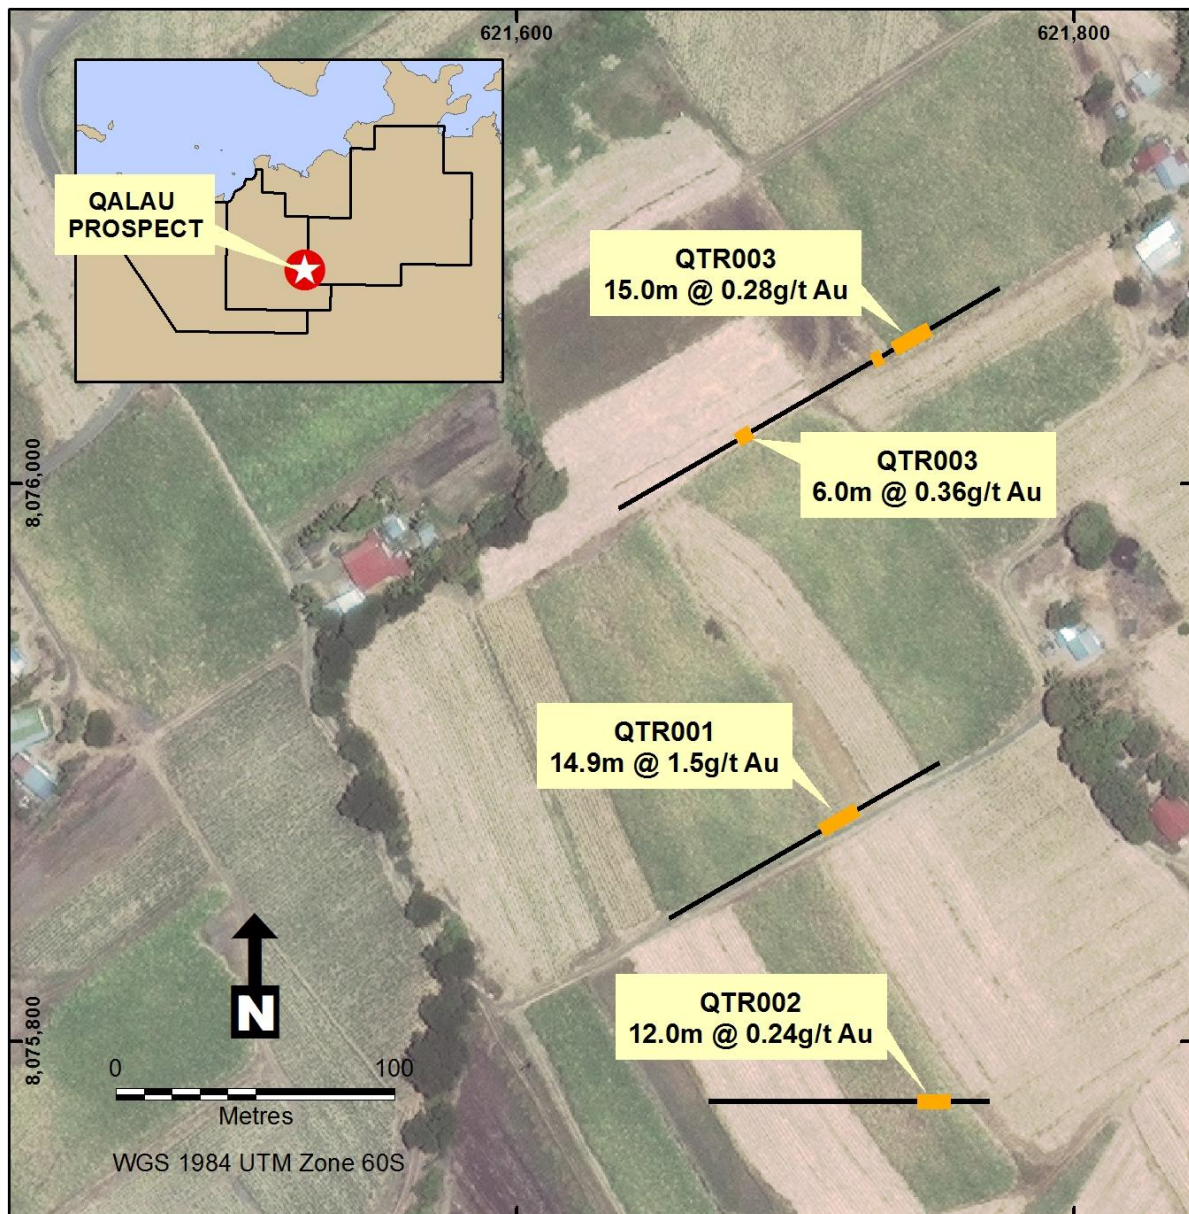 621,600
621,800
QALAU
PROSPECT
QTR003
15.0m @ 0.28g/t Au
8,076,000
QTR003
6.0m @ 0.36g/t Au
QTR001
14.9m @ 1.5g/t Au
N
QTR002
12.0m @ 0.24g/t Au
8,075,800
0
100
Metres
WGS 1984 UTM Zone 60S